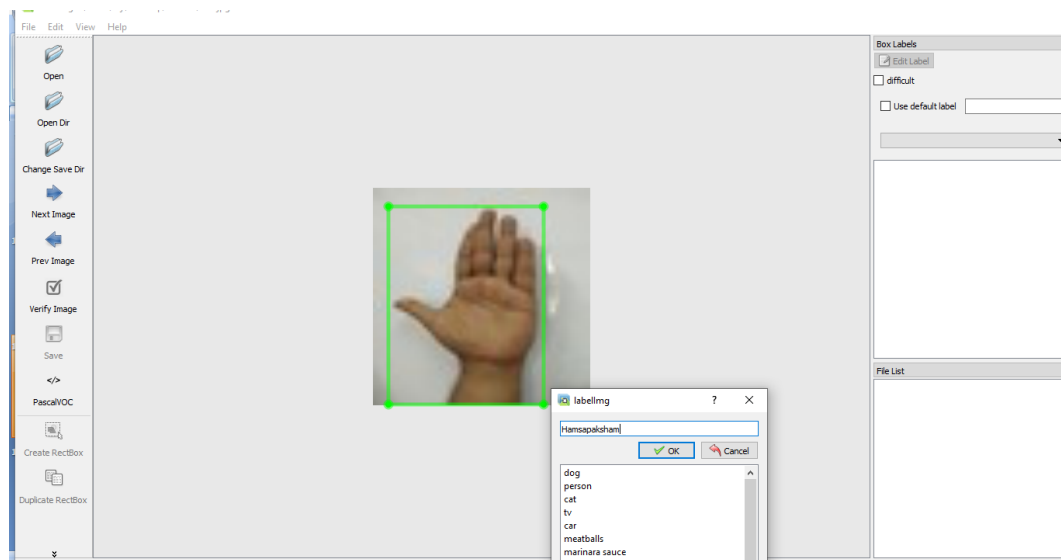 File Edit View Help
Open
Open Dir
Change Save Dir
Next Image
Prev Image
Verify Image
Save
</>
PascalVOC
Create RectBox
Duplicate RectBox
Box Labels
Edit Label
difficult
Use default label
File List
labelImg ? X
Hamsapaksham
OK Cancel
dog
person
cat
tv
car
meatballs
marinara sauce